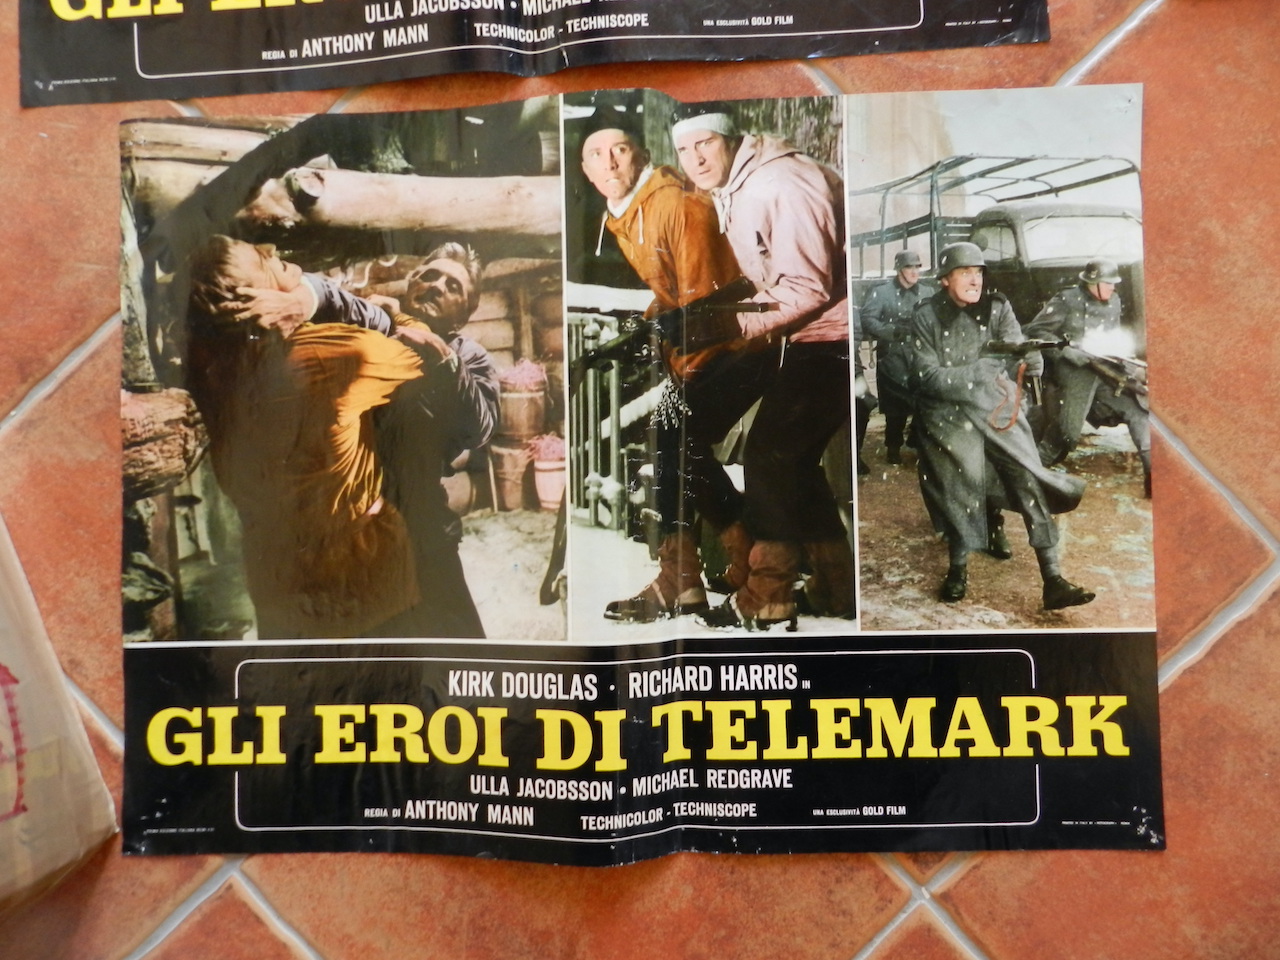 ULLA JACOBSSON · MICHAEL
REGIA DI ANTHONY MANN TECHNICOLOR - TECHNISCOPE UNA ESCLUSIVITÀ GOLD FILM
KIRK DOUGLAS · RICHARD HARRIS IN
GLI EROI DI TELEMARK
ULLA JACOBSSON · MICHAEL REDGRAVE
REGIA DI ANTHONY MANN TECHNICOLOR - TECHNISCOPE UNA ESCLUSIVITÀ GOLD FILM